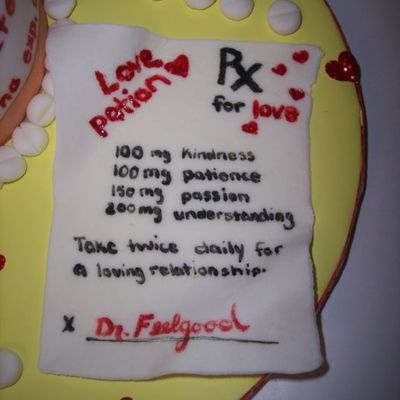 Love
potion
Rx
for love
100 mg kindness
100 mg patience
150 mg passion
200 mg understanding
Take twice daily for
a loving relationship.
x Dr. Feelgood